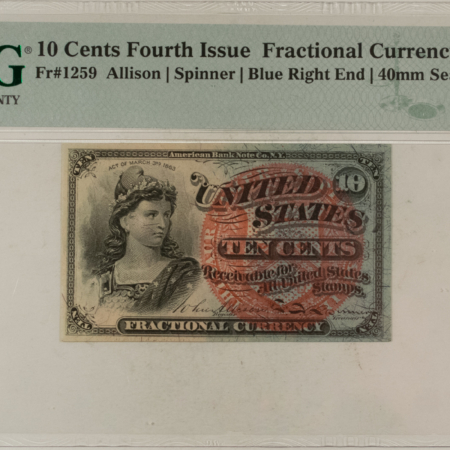 G® 10 Cents Fourth Issue Fractional Currenc
Fr#1259 Allison | Spinner | Blue Right End | 40mm Se
NTY
TEN
American Bank Note Co. N.Y.
TEN
ACT OF MARCH 3RD 1863
UNITED 10
STATES
TEN CENTS
Receivable for
All United States
Stamps.
FRACTIONAL CURRENCY